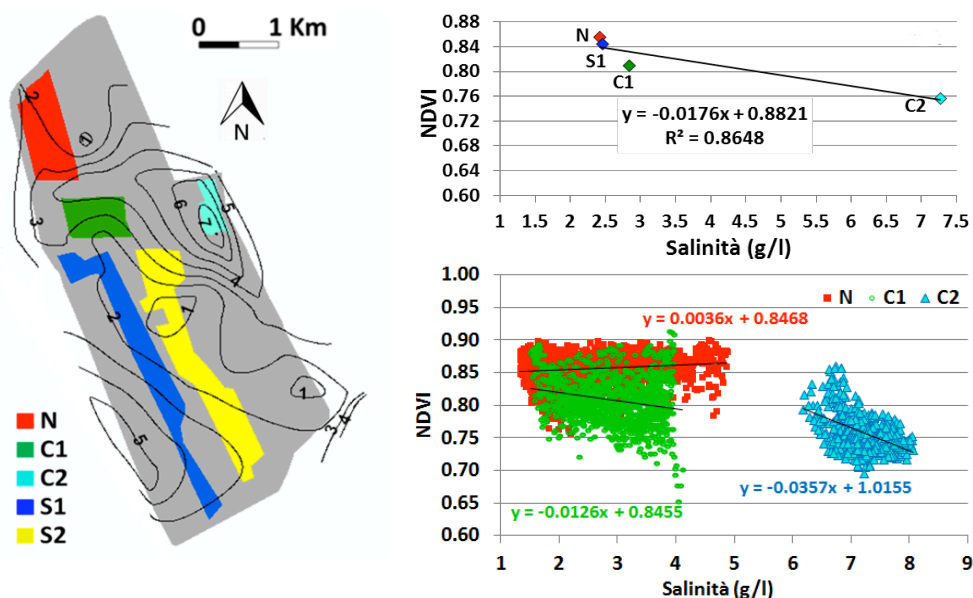 0 1 Km
N
2
1
3
6
5
7
4
2
1
1
5
3
4
N
C1
C2
S1
S2
0.88
0.84
0.80
0.76
0.72
0.68
0.64
0.60
NDVI
N
S1
C1
C2
y = -0.0176x + 0.8821
R² = 0.8648
1 1.5 2 2.5 3 3.5 4 4.5 5 5.5 6 6.5 7 7.5
Salinità (g/l)
1.00
0.95
0.90
0.85
0.80
0.75
0.70
0.65
0.60
NDVI
N C1 C2
y = 0.0036x + 0.8468
y = -0.0357x + 1.0155
y = -0.0126x + 0.8455
1 2 3 4 5 6 7 8 9
Salinità (g/l)